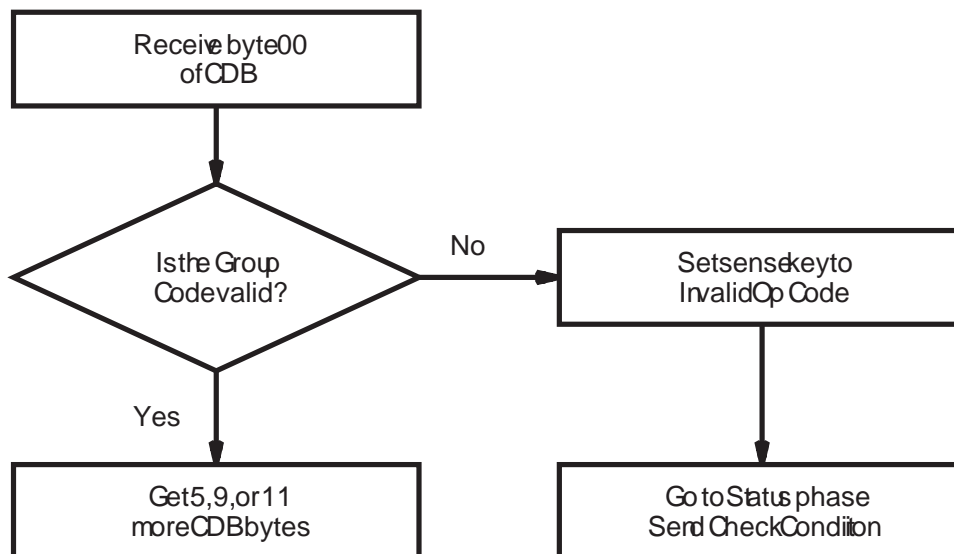 Receive byte 00
of CDB
Is the Group
Code valid?
No
Set sense key to
Invalid Op Code
Yes
Get 5, 9, or 11
more CDB bytes
Go to Status phase
Send Check Condition